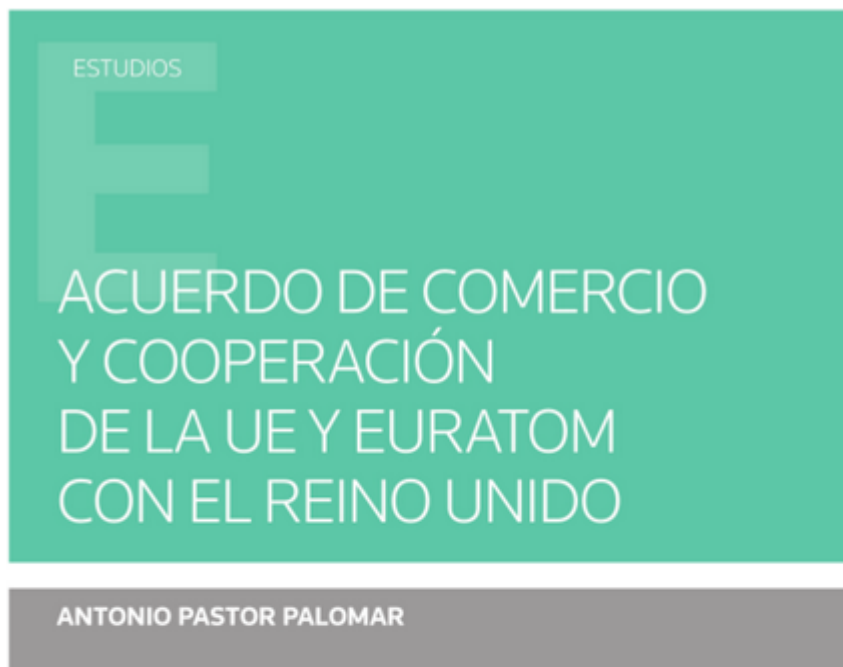 ESTUDIOS
ACUERDO DE COMERCIO
Y COOPERACIÓN
DE LA UE Y EURATOM
CON EL REINO UNIDO
ANTONIO PASTOR PALOMAR